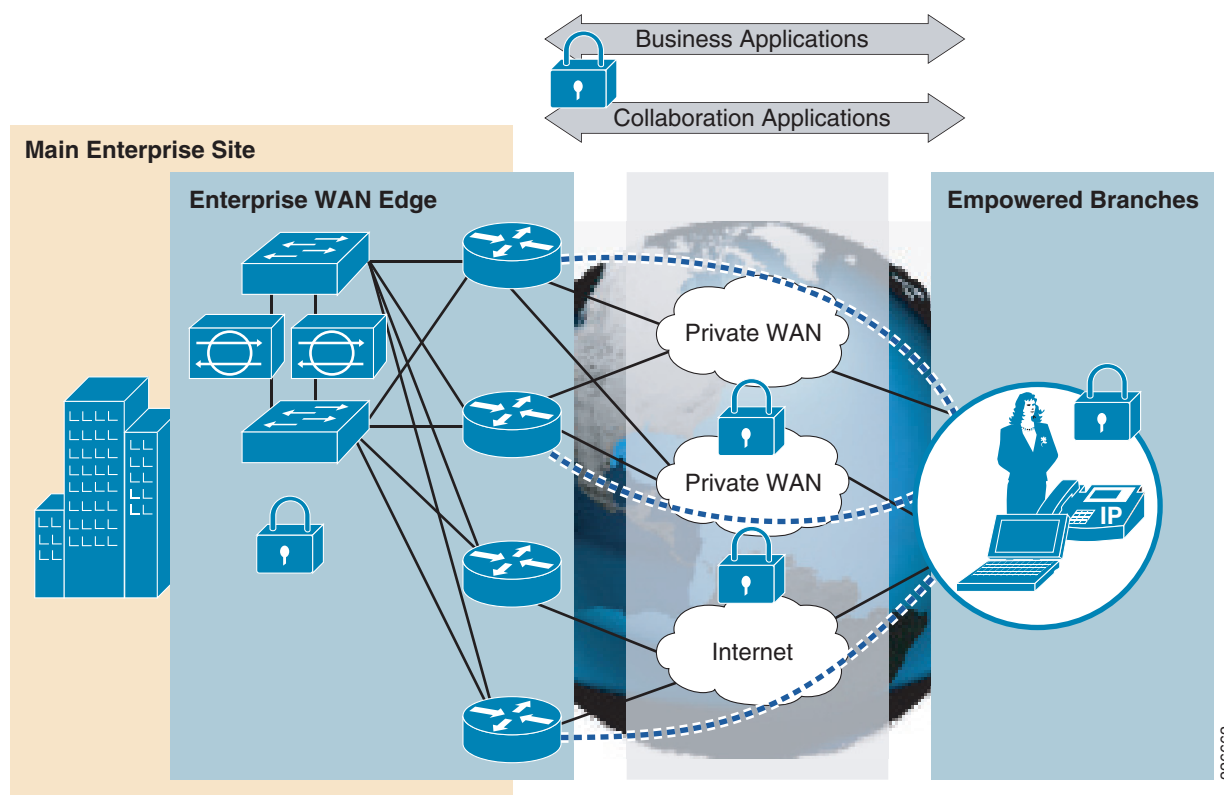 Business Applications
Collaboration Applications
Main Enterprise Site
Enterprise WAN Edge
Empowered Branches
Private WAN
Private WAN
IP
Internet